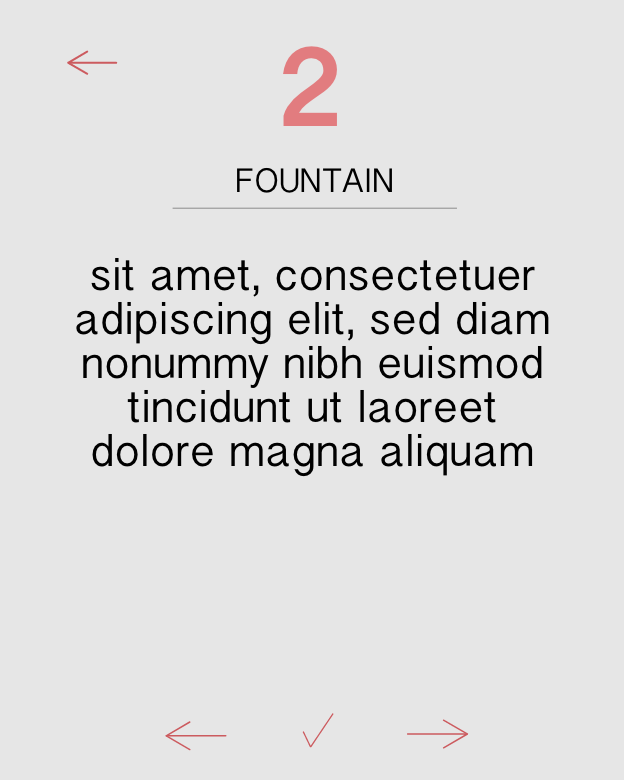 2
FOUNTAIN
sit amet, consectetuer
adipiscing elit, sed diam
nonummy nibh euismod
tincidunt ut laoreet
dolore magna aliquam